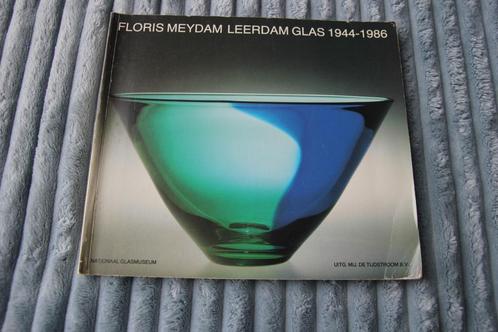 FLORIS MEYDAM LEERDAM GLAS 1944-1986
NATIONAAL GLASMUSEUM
UITG. MIJ. DE TIJDSTROOM B.V.